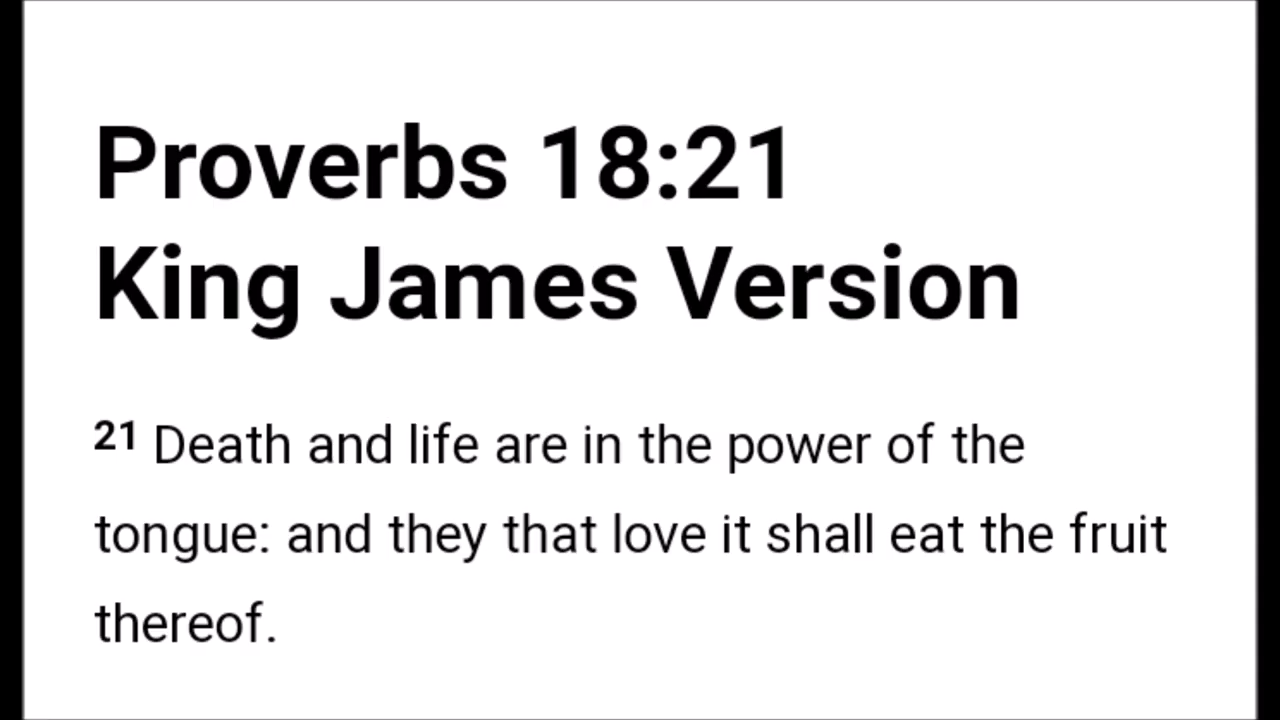 Proverbs 18:21
King James Version
21 Death and life are in the power of the
tongue: and they that love it shall eat the fruit
thereof.